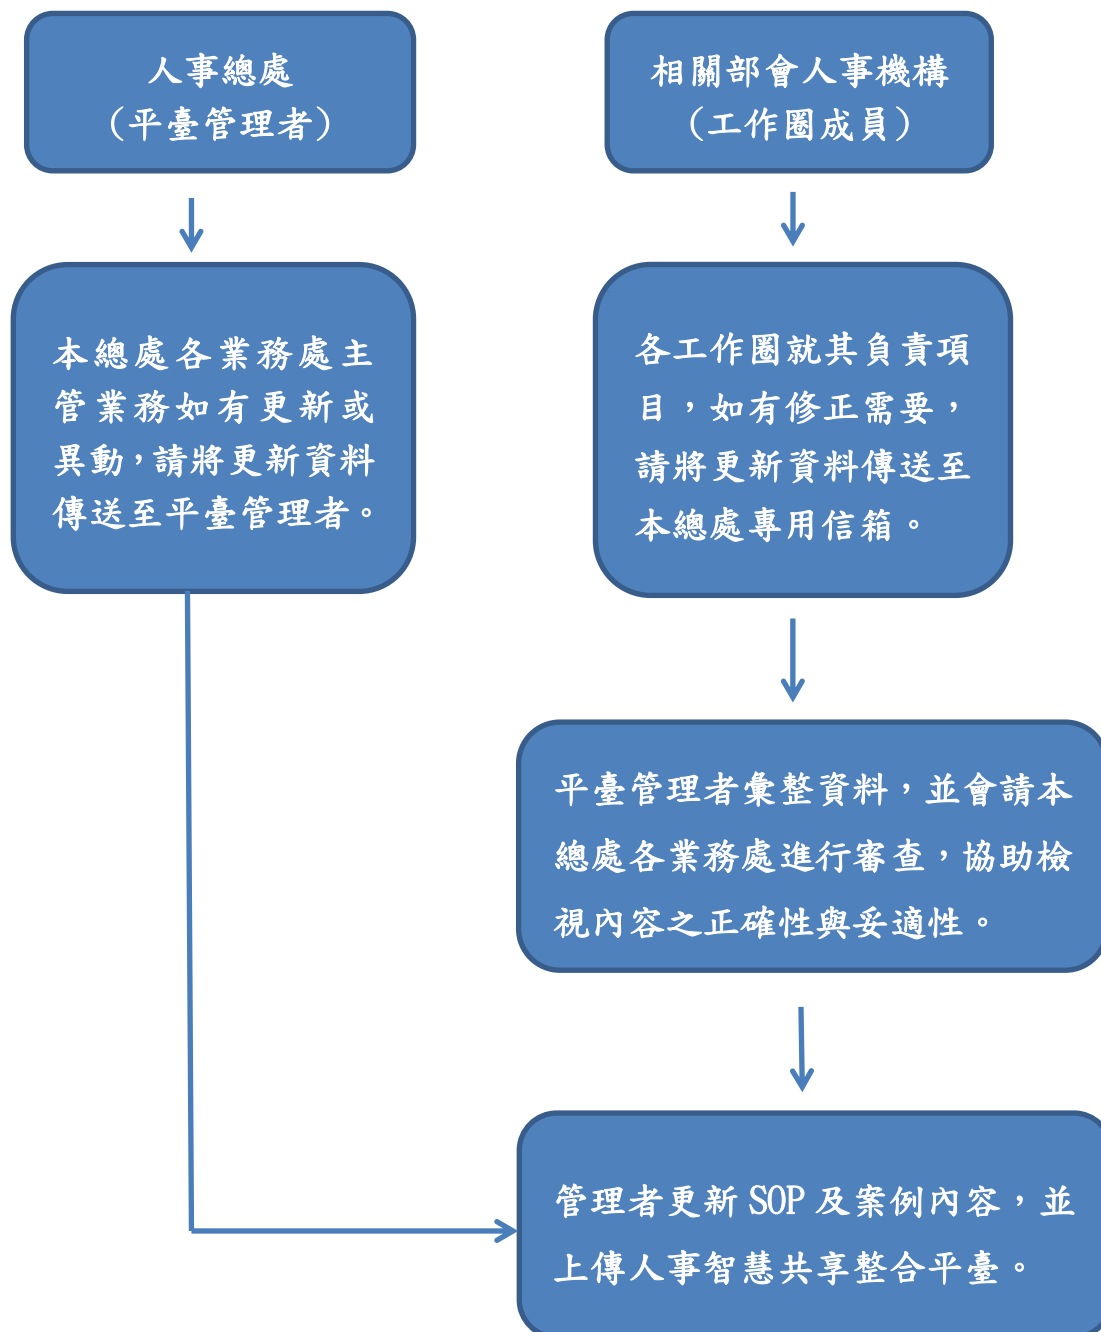 人事總處
(平臺管理者)
相關部會人事機構
(工作圈成員)
本總處各業務處主
管業務如有更新或
異動，請將更新資料
傳送至平臺管理者。
各工作圈就其負責項
目，如有修正需要，
請將更新資料傳送至
本總處專用信箱。
平臺管理者彙整資料，並會請本
總處各業務處進行審查，協助檢
視內容之正確性與妥適性。
管理者更新 SOP 及案例內容，並
上傳人事智慧共享整合平臺。